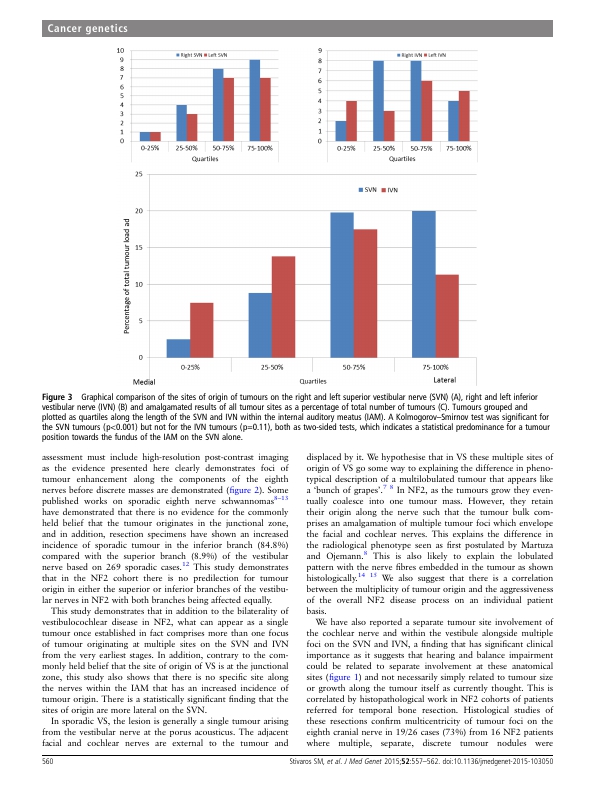 Cancer genetics
10
9
8
7
6
5
4
3
2
1
0
Right SVN Left SVN
0-25% 25-50% 50-75% 75-100%
Quartiles
9
8
7
6
5
4
3
2
1
0
Right IVN Left IVN
0-25% 25-50% 50-75% 75-100%
Quartiles
25
20
15
10
5
0
Percentage of total tumour load ad
SVN IVN
0-25% 25-50% 50-75% 75-100%
Medial Quartiles Lateral
Figure 3 Graphical comparison of the sites of origin of tumours on the right and left superior vestibular nerve (SVN) (A), right and left inferior
vestibular nerve (IVN) (B) and amalgamated results of all tumour sites as a percentage of total number of tumours (C). Tumours grouped and
plotted as quartiles along the length of the SVN and IVN within the internal auditory meatus (IAM). A Kolmogorov–Smirnov test was significant for
the SVN tumours (p<0.001) but not for the IVN tumours (p=0.11), both as two-sided tests, which indicates a statistical predominance for a tumour
position towards the fundus of the IAM on the SVN alone.
assessment must include high-resolution post-contrast imaging
as the evidence presented here clearly demonstrates foci of
tumour enhancement along the components of the eighth
nerves before discrete masses are demonstrated (figure 2). Some
published works on sporadic eighth nerve schwannomas8–13
have demonstrated that there is no evidence for the commonly
held belief that the tumour originates in the junctional zone,
and in addition, resection specimens have shown an increased
incidence of sporadic tumour in the inferior branch (84.8%)
compared with the superior branch (8.9%) of the vestibular
nerve based on 269 sporadic cases.12 This study demonstrates
that in the NF2 cohort there is no predilection for tumour
origin in either the superior or inferior branches of the vestibu-
lar nerves in NF2 with both branches being affected equally.
This study demonstrates that in addition to the bilaterality of
vestibulocochlear disease in NF2, what can appear as a single
tumour once established in fact comprises more than one focus
of tumour originating at multiple sites on the SVN and IVN
from the very earliest stages. In addition, contrary to the com-
monly held belief that the site of origin of VS is at the junctional
zone, this study also shows that there is no specific site along
the nerves within the IAM that has an increased incidence of
tumour origin. There is a statistically significant finding that the
sites of origin are more lateral on the SVN.
In sporadic VS, the lesion is generally a single tumour arising
from the vestibular nerve at the porus acousticus. The adjacent
facial and cochlear nerves are external to the tumour and
displaced by it. We hypothesise that in VS these multiple sites of
origin of VS go some way to explaining the difference in pheno-
typical description of a multilobulated tumour that appears like
a ‘bunch of grapes’.7 8 In NF2, as the tumours grow they even-
tually coalesce into one tumour mass. However, they retain
their origin along the nerve such that the tumour bulk com-
prises an amalgamation of multiple tumour foci which envelope
the facial and cochlear nerves. This explains the difference in
the radiological phenotype seen as first postulated by Martuza
and Ojemann.8 This is also likely to explain the lobulated
pattern with the nerve fibres embedded in the tumour as shown
histologically.14 15 We also suggest that there is a correlation
between the multiplicity of tumour origin and the aggressiveness
of the overall NF2 disease process on an individual patient
basis.
We have also reported a separate tumour site involvement of
the cochlear nerve and within the vestibule alongside multiple
foci on the SVN and IVN, a finding that has significant clinical
importance as it suggests that hearing and balance impairment
could be related to separate involvement at these anatomical
sites (figure 1) and not necessarily simply related to tumour size
or growth along the tumour itself as currently thought. This is
correlated by histopathological work in NF2 cohorts of patients
referred for temporal bone resection. Histological studies of
these resections confirm multicentricity of tumour foci on the
eighth cranial nerve in 19/26 cases (73%) from 16 NF2 patients
where multiple, separate, discrete tumour nodules were
560 Stivaros SM, et al. J Med Genet 2015;52:557–562. doi:10.1136/jmedgenet-2015-103050